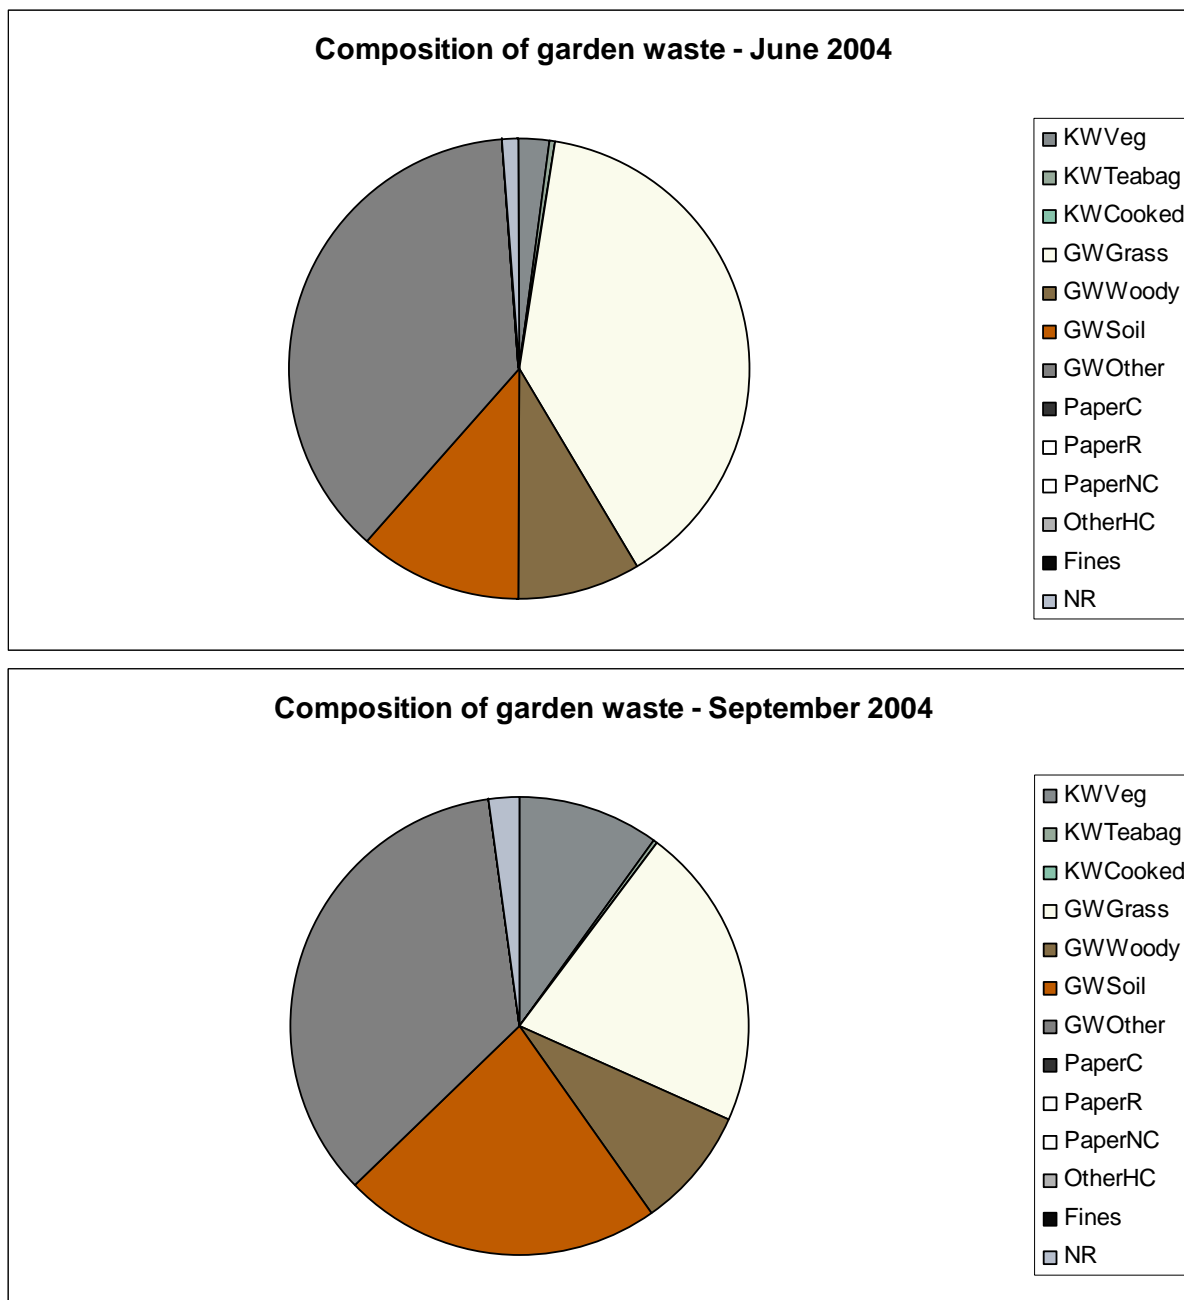 Composition of garden waste - June 2004
KWVeg
KWTeabag
KWCooked
GWGrass
GWWoody
GWSoil
GWOther
PaperC
PaperR
PaperNC
OtherHC
Fines
NR
Composition of garden waste - September 2004
KWVeg
KWTeabag
KWCooked
GWGrass
GWWoody
GWSoil
GWOther
PaperC
PaperR
PaperNC
OtherHC
Fines
NR